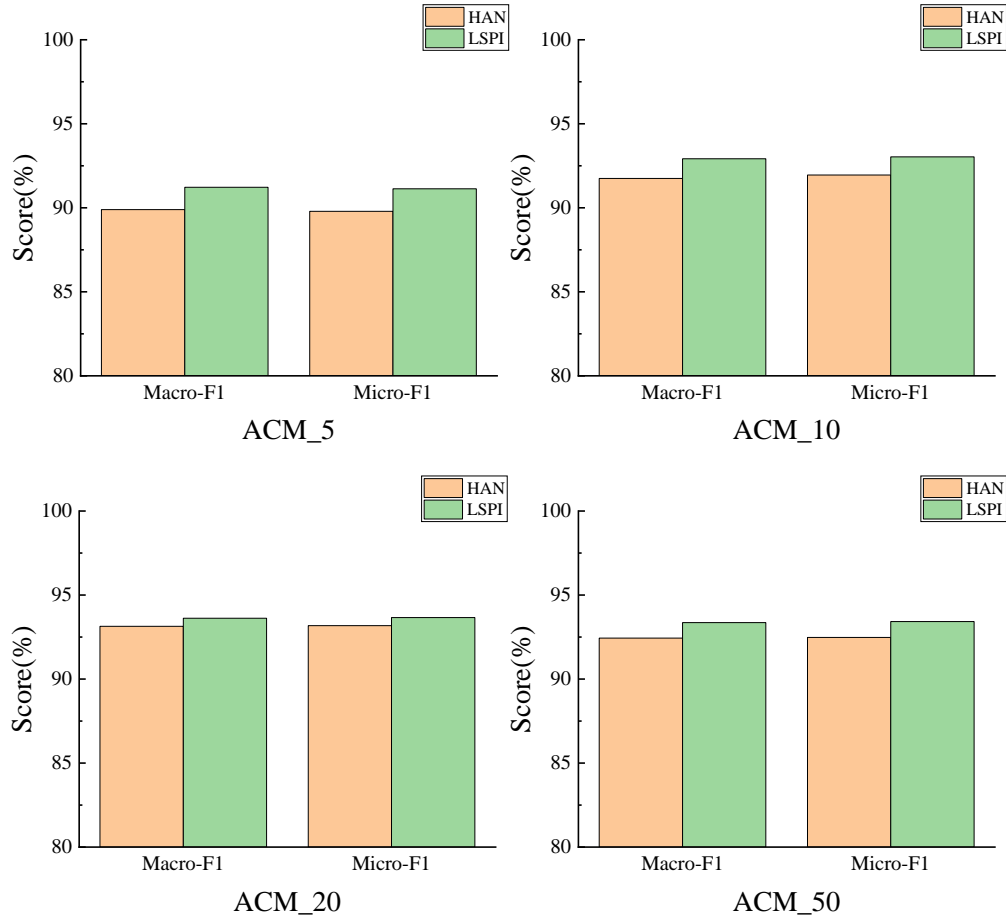 HAN
LSPI
100
95
90
85
80
Score(%)
Macro-F1 Micro-F1
ACM_5
HAN
LSPI
100
95
90
85
80
Score(%)
Macro-F1 Micro-F1
ACM_10
HAN
LSPI
100
95
90
85
80
Score(%)
Macro-F1 Micro-F1
ACM_20
HAN
LSPI
100
95
90
85
80
Score(%)
Macro-F1 Micro-F1
ACM_50